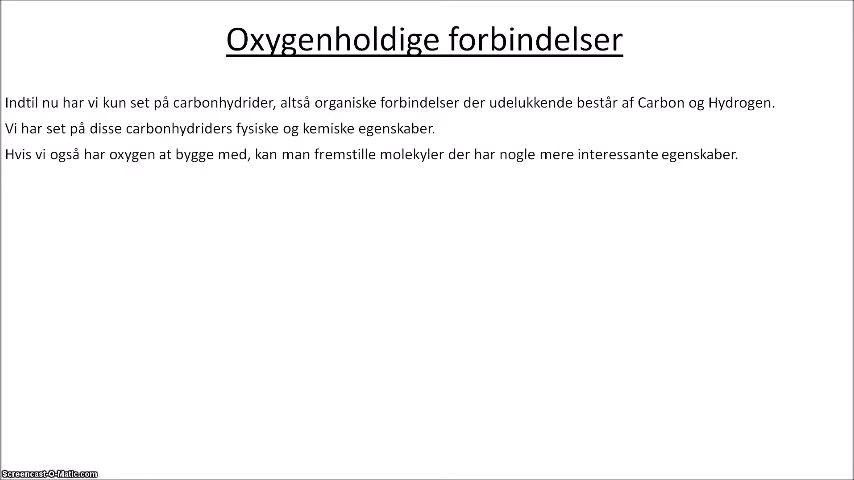 Oxygenholdige forbindelser
Indtil nu har vi kun set på carbonhydrider, altså organiske forbindelser der udelukkende består af Carbon og Hydrogen.
Vi har set på disse carbonhydriders fysiske og kemiske egenskaber.
Hvis vi også har oxygen at bygge med, kan man fremstille molekyler der har nogle mere interessante egenskaber.
Screencast-O-Matic.com